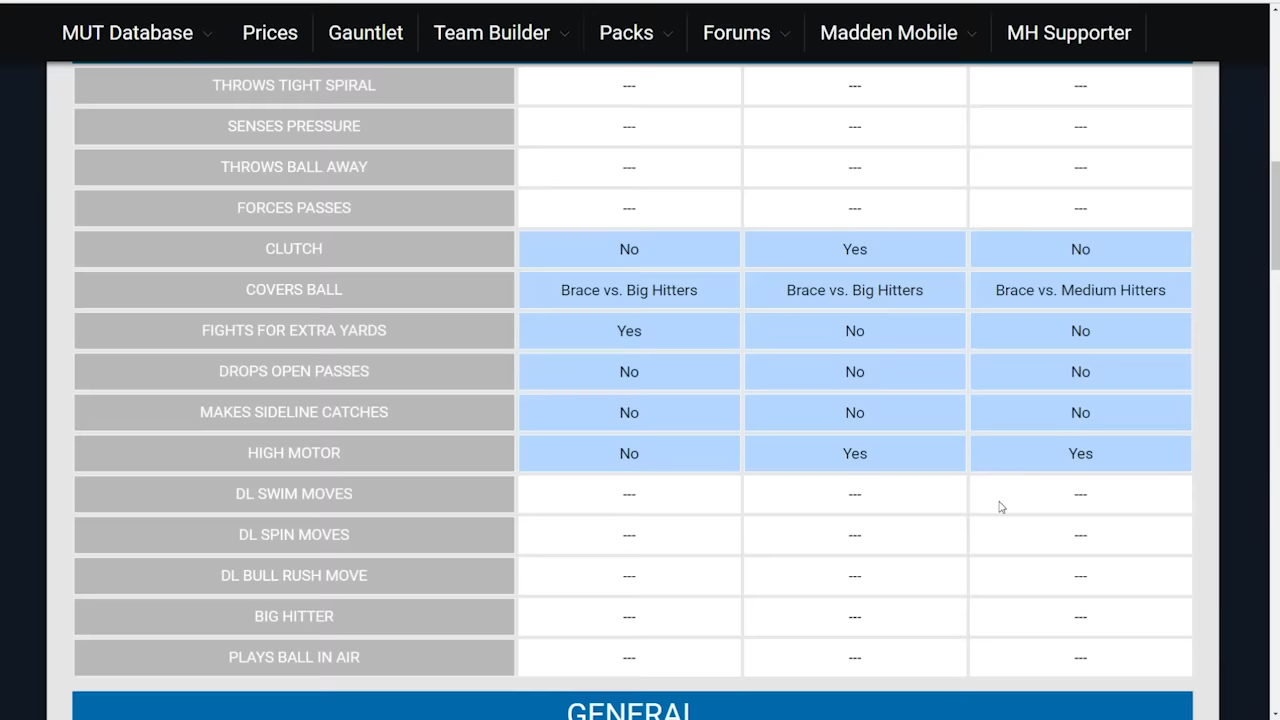 MUT Database Prices Gauntlet Team Builder Packs Forums Madden Mobile MH Supporter
THROWS TIGHT SPIRAL --- --- ---
SENSES PRESSURE --- --- ---
THROWS BALL AWAY --- --- ---
FORCES PASSES --- --- ---
CLUTCH No Yes No
COVERS BALL Brace vs. Big Hitters Brace vs. Big Hitters Brace vs. Medium Hitters
FIGHTS FOR EXTRA YARDS Yes No No
DROPS OPEN PASSES No No No
MAKES SIDELINE CATCHES No No No
HIGH MOTOR No Yes Yes
DL SWIM MOVES --- --- ---
DL SPIN MOVES --- --- ---
DL BULL RUSH MOVE --- --- ---
BIG HITTER --- --- ---
PLAYS BALL IN AIR --- --- ---
GENERAL